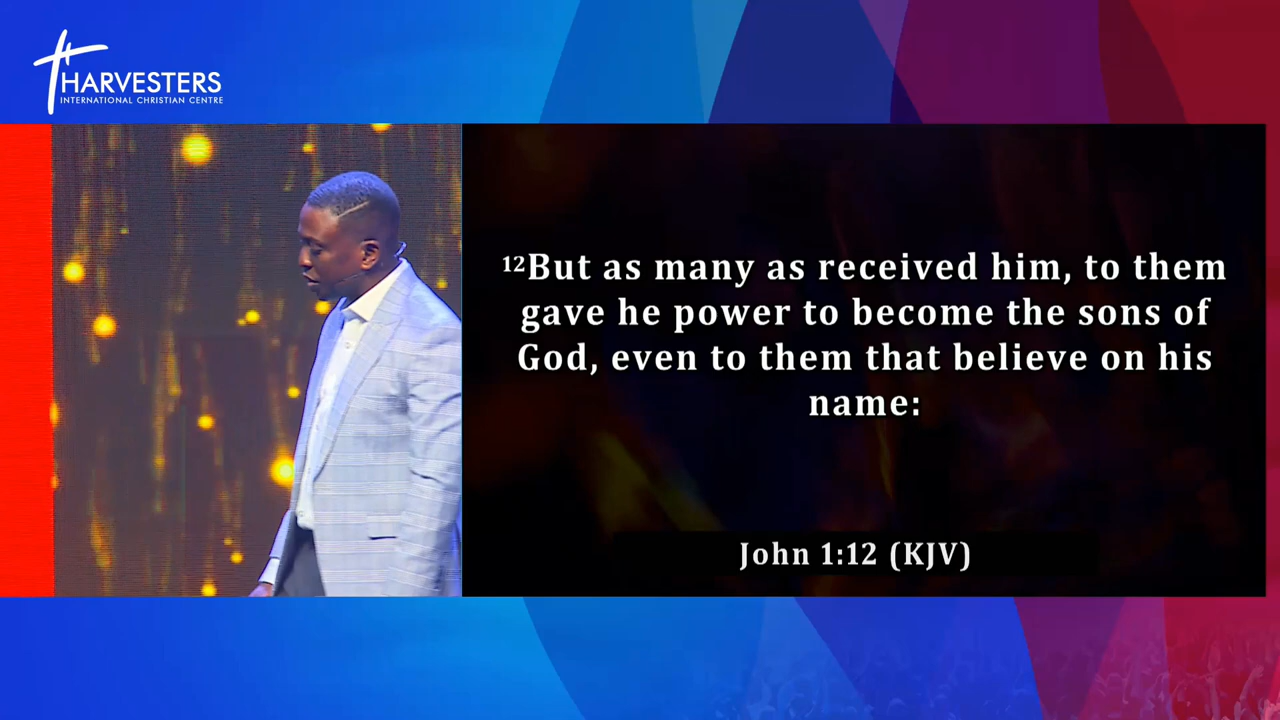 HARVESTERS
INTERNATIONAL CHRISTIAN CENTRE
12But as many as received him, to them
gave he power to become the sons of
God, even to them that believe on his
name:
John 1:12 (KJV)